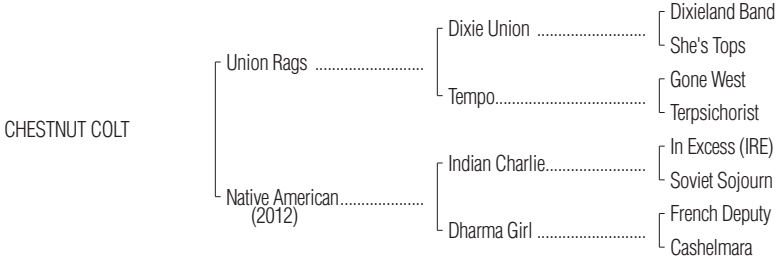 Dixieland Band
Dixie Union ..........................
She's Tops
Union Rags ..........................
Gone West
Tempo....................................
Terpsichorist
CHESTNUT COLT
In Excess (IRE)
Indian Charlie........................
Soviet Sojourn
Native American....................
(2012)
French Deputy
Dharma Girl ..........................
Cashelmara